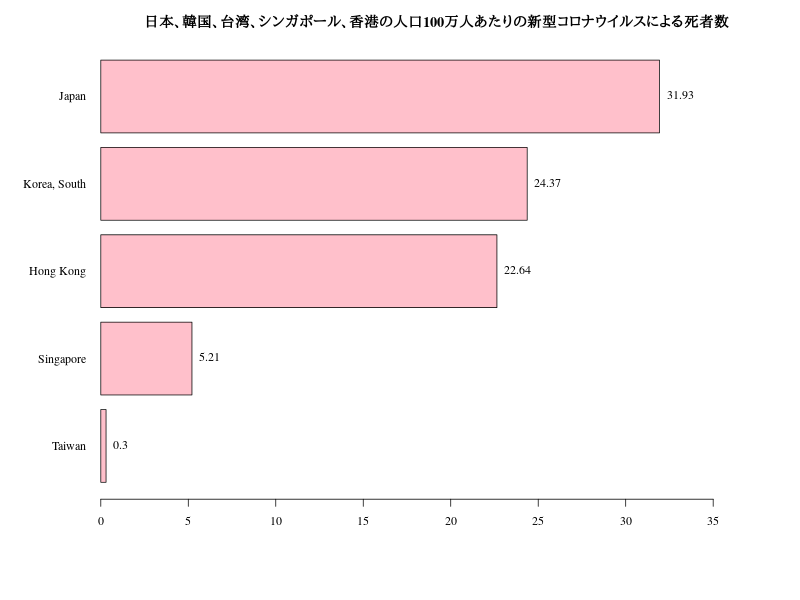 日本、韓国、台湾、シンガポール、香港の人口100万人あたりの新型コロナウイルスによる死者数
Japan
31.93
Korea, South
24.37
Hong Kong
22.64
Singapore
5.21
Taiwan
0.3
0 5 10 15 20 25 30 35